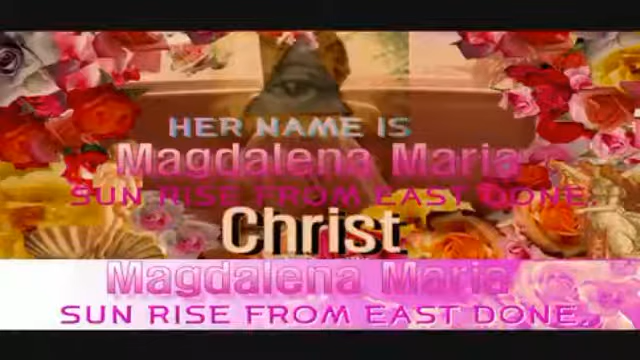 HER NAME IS
Magdalena Maria
SUN RISE FROM EAST DONE.
Christ
Magdalena Maria
SUN RISE FROM EAST DONE.